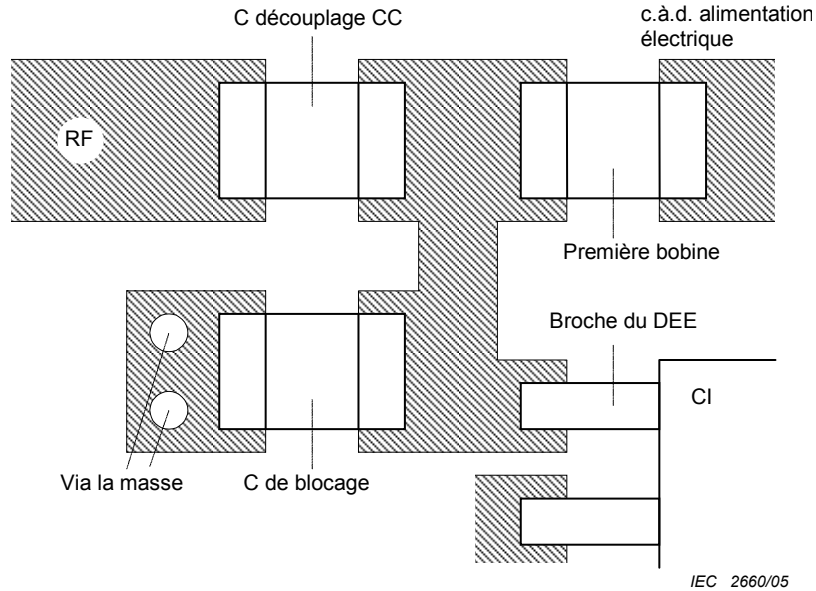 C découplage CC
c.à.d. alimentation
électrique
RF
Première bobine
Broche du DEE
CI
Via la masse
C de blocage
IEC 2660/05